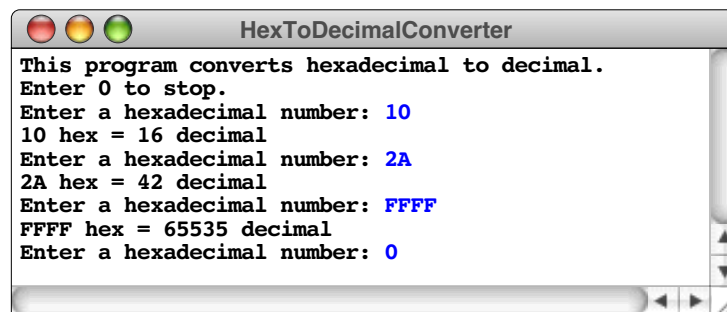 HexToDecimalConverter
This program converts hexadecimal to decimal.
Enter 0 to stop.
Enter a hexadecimal number: 10
10 hex = 16 decimal
Enter a hexadecimal number: 2A
2A hex = 42 decimal
Enter a hexadecimal number: FFFF
FFFF hex = 65535 decimal
Enter a hexadecimal number: 0